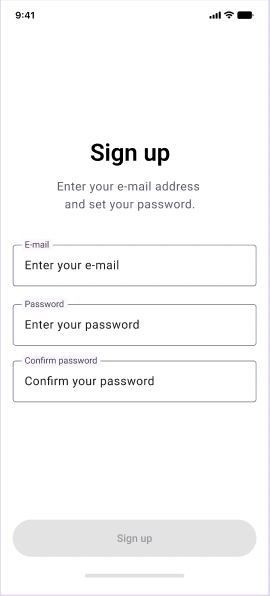 9:41
Sign up
Enter your e-mail address
and set your password.
E-mail
Enter your e-mail
Password
Enter your password
Confirm password
Confirm your password
Sign up